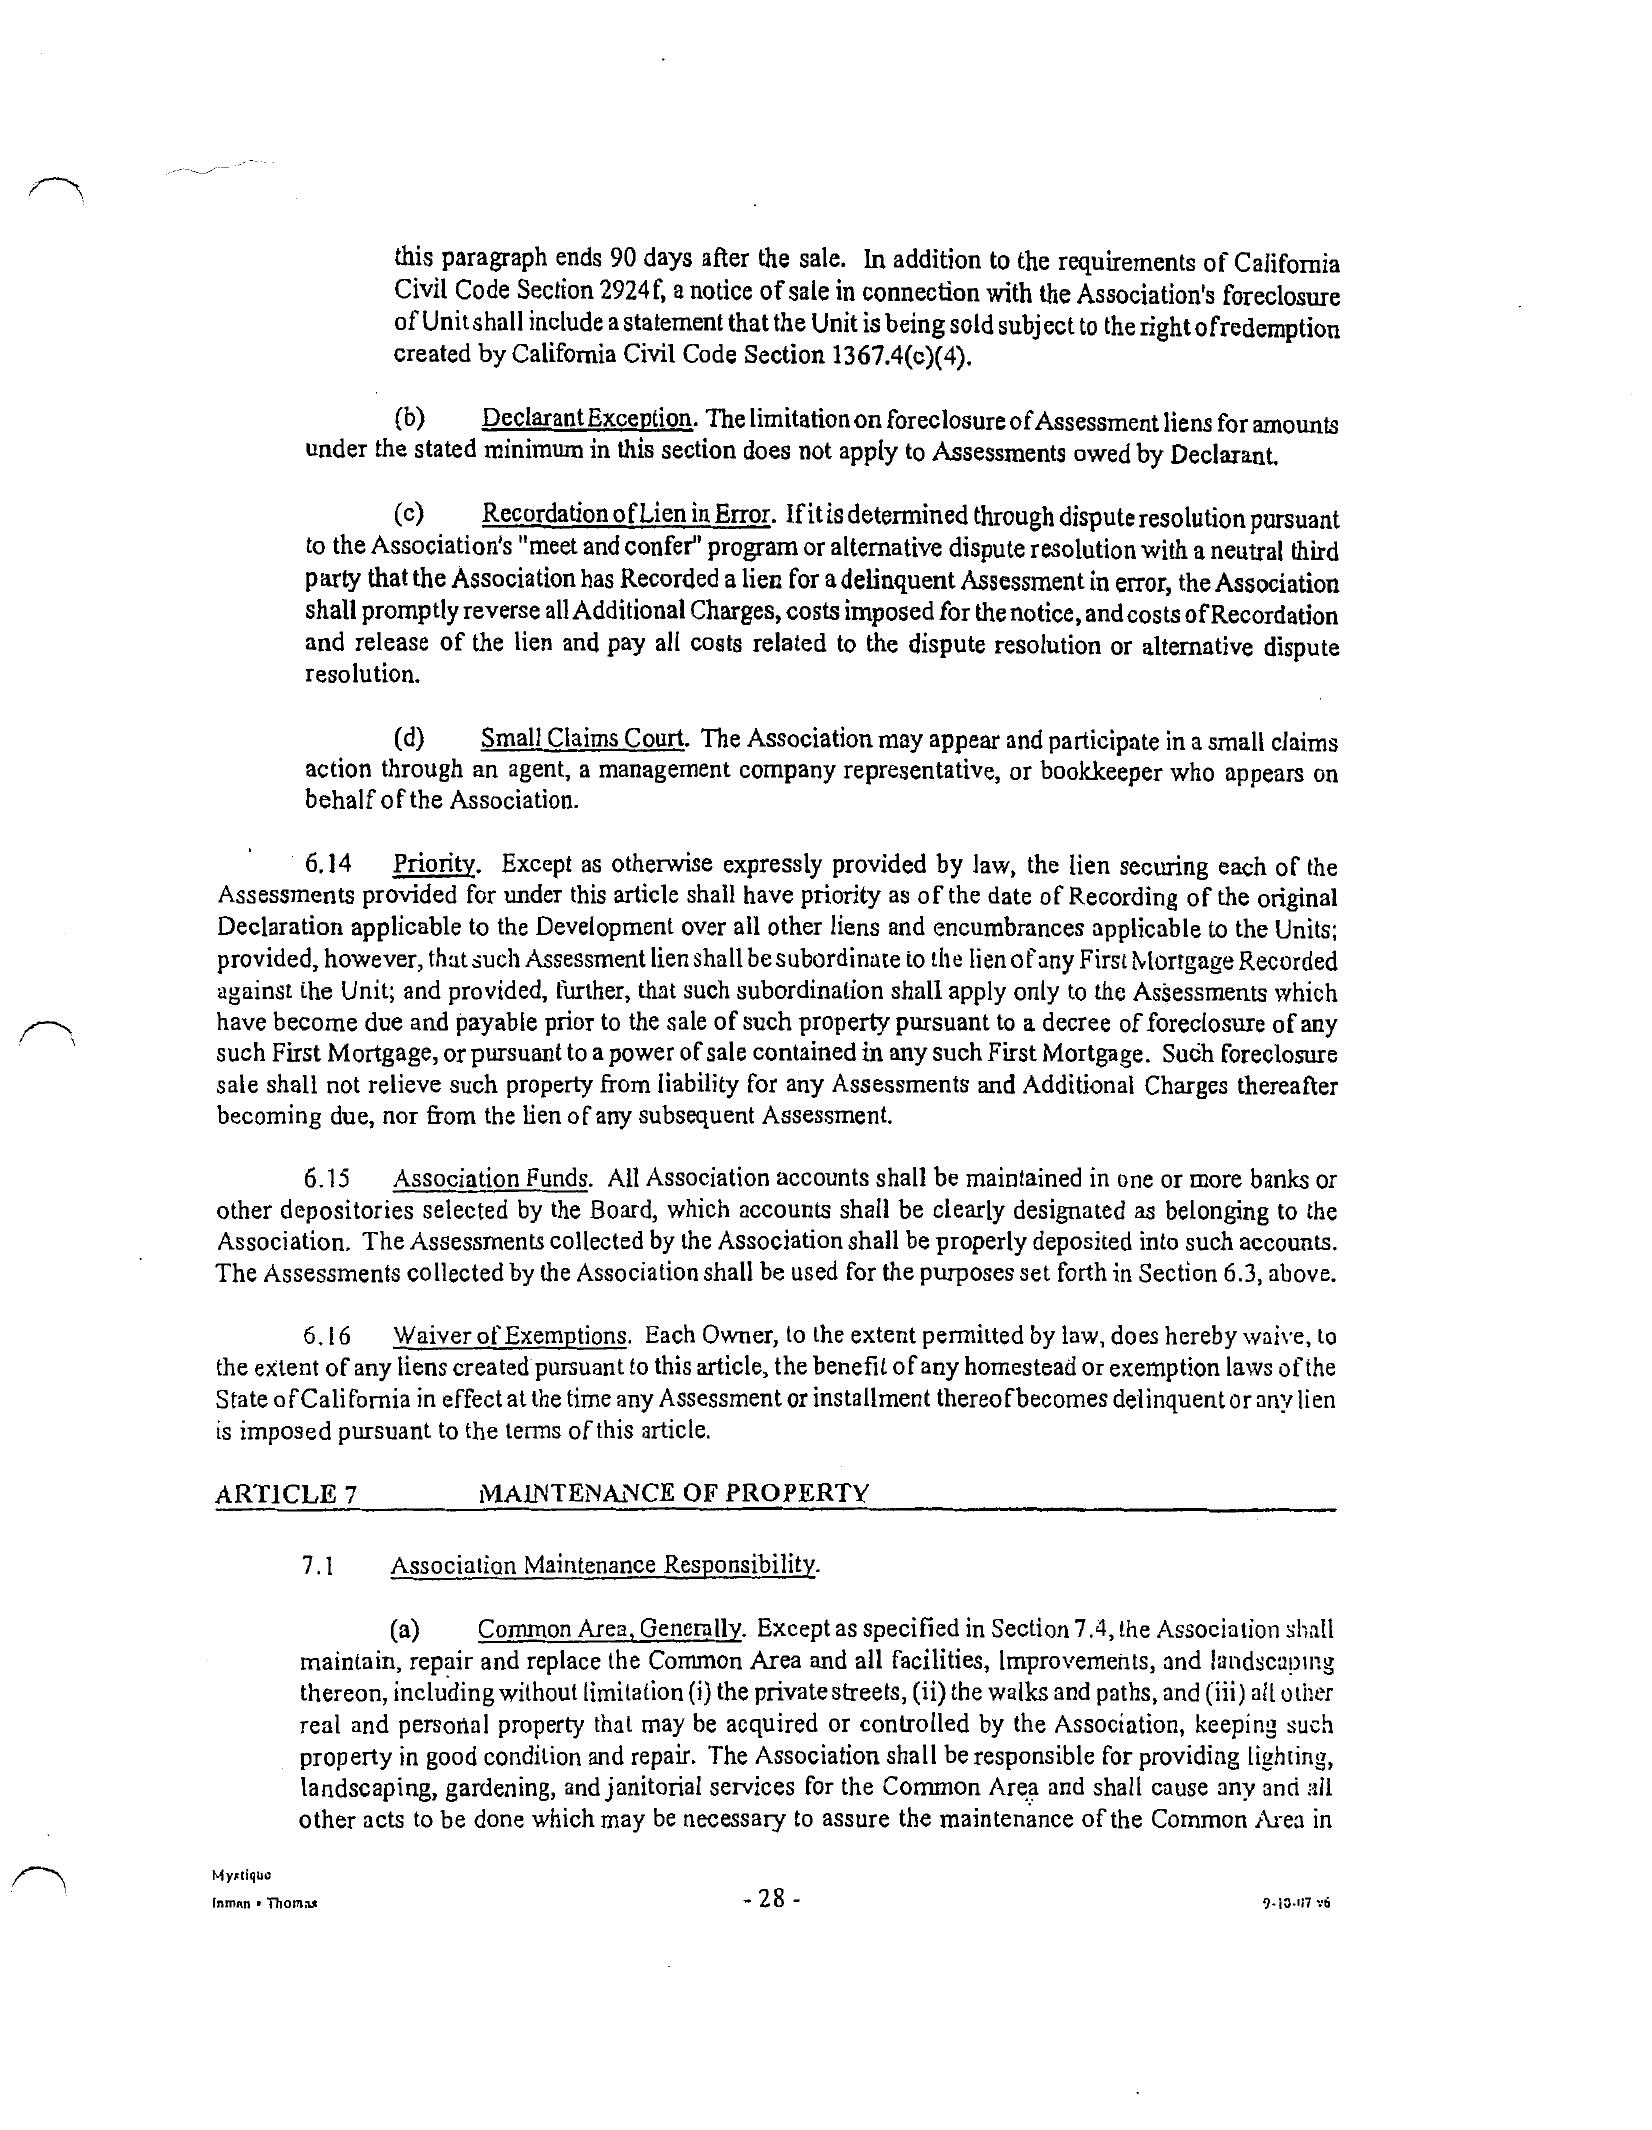 this paragraph ends 90 days after the sale. In addition to the requirements of California
Civil Code Section 2924f, a notice of sale in connection with the Association's foreclosure
of Unit shall include a statement that the Unit is being sold subject to the right of redemption
created by California Civil Code Section 1367.4(c)(4).
(b) Declarant Exception. The limitation on foreclosure of Assessment liens for amounts
under the stated minimum in this section does not apply to Assessments owed by Declarant.
(c) Recordation of Lien in Error. If it is determined through dispute resolution pursuant
to the Association's "meet and confer" program or alternative dispute resolution with a neutral third
party that the Association has Recorded a lien for a delinquent Assessment in error, the Association
shall promptly reverse all Additional Charges, costs imposed for the notice, and costs of Recordation
and release of the lien and pay all costs related to the dispute resolution or alternative dispute
resolution.
(d) Small Claims Court. The Association may appear and participate in a small claims
action through an agent, a management company representative, or bookkeeper who appears on
behalf of the Association.
6.14 Priority. Except as otherwise expressly provided by law, the lien securing each of the
Assessments provided for under this article shall have priority as of the date of Recording of the original
Declaration applicable to the Development over all other liens and encumbrances applicable to the Units;
provided, however, that such Assessment lien shall be subordinate to the lien of any First Mortgage Recorded
against the Unit; and provided, further, that such subordination shall apply only to the Assessments which
have become due and payable prior to the sale of such property pursuant to a decree of foreclosure of any
such First Mortgage, or pursuant to a power of sale contained in any such First Mortgage. Such foreclosure
sale shall not relieve such property from liability for any Assessments and Additional Charges thereafter
becoming due, nor from the lien of any subsequent Assessment.
6.15 Association Funds. All Association accounts shall be maintained in one or more banks or
other depositories selected by the Board, which accounts shall be clearly designated as belonging to the
Association. The Assessments collected by the Association shall be properly deposited into such accounts.
The Assessments collected by the Association shall be used for the purposes set forth in Section 6.3, above.
6.16 Waiver of Exemptions. Each Owner, to the extent permitted by law, does hereby waive, to
the extent of any liens created pursuant to this article, the benefit of any homestead or exemption laws of the
State of California in effect at the time any Assessment or installment thereof becomes delinquent or any lien
is imposed pursuant to the terms of this article.
ARTICLE 7 MAINTENANCE OF PROPERTY
7.1 Association Maintenance Responsibility.
(a) Common Area, Generally. Except as specified in Section 7.4, the Association shall
maintain, repair and replace the Common Area and all facilities, Improvements, and landscaping
thereon, including without limitation (i) the private streets, (ii) the walks and paths, and (iii) all other
real and personal property that may be acquired or controlled by the Association, keeping such
property in good condition and repair. The Association shall be responsible for providing lighting,
landscaping, gardening, and janitorial services for the Common Area and shall cause any and all
other acts to be done which may be necessary to assure the maintenance of the Common Area in
Mystique
Inman • Thomas - 28 - 9-13-07 v6